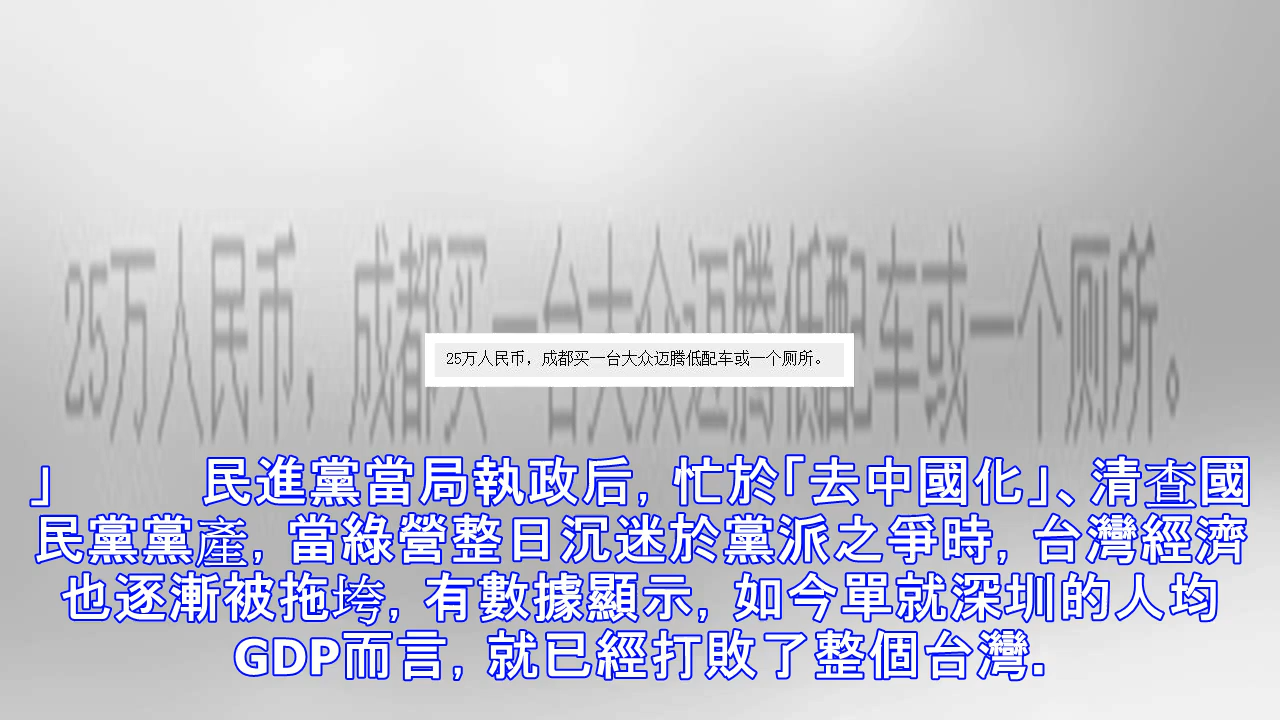 25万人民币，成都买一台大众迈腾低配车或一个厕所。
25万人民币，成都买一台大众迈腾低配车或一个厕所。
」　　民進黨當局執政后, 忙於「去中國化」、清查國
民黨黨產, 當綠營整日沉迷於黨派之爭時, 台灣經濟
也逐漸被拖垮, 有數據顯示, 如今單就深圳的人均
GDP而言, 就已經打敗了整個台灣.